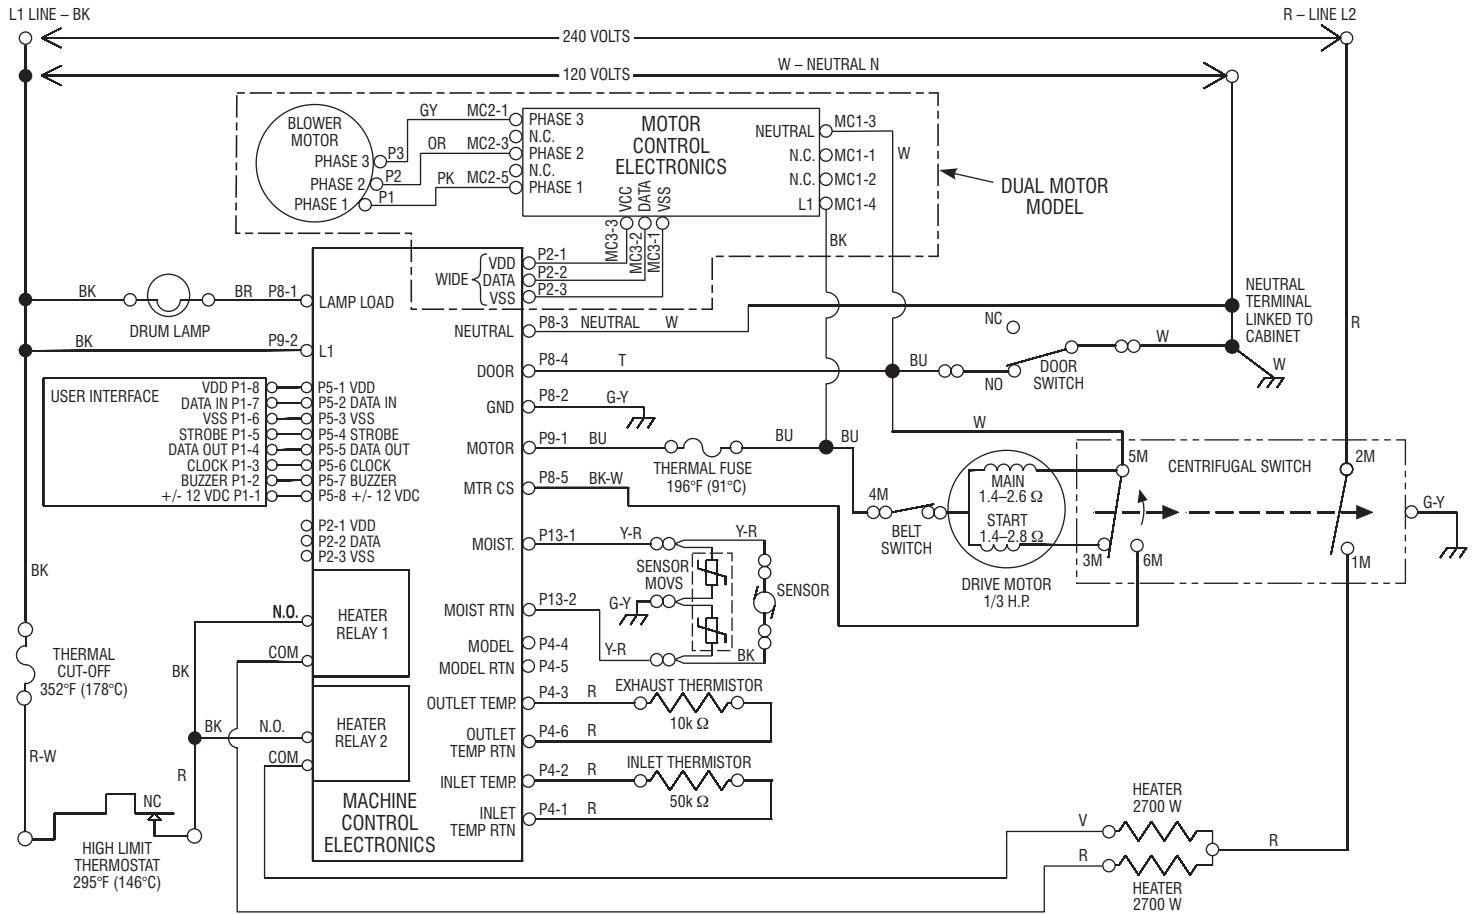 L1 LINE – BK
R – LINE L2
240 VOLTS
W – NEUTRAL N
120 VOLTS
BLOWER
MOTOR
PHASE 3
PHASE 2
PHASE 1
P3
P2
P1
GY
OR
PK
MC2-1
MC2-3
MC2-5
PHASE 3
N.C.
PHASE 2
N.C.
PHASE 1
MOTOR
CONTROL
ELECTRONICS
VCC
DATA
VSS
MC3-3
MC3-2
MC3-1
NEUTRAL
N.C.
N.C.
L1
MC1-3
MC1-1
MC1-2
MC1-4
W
BK
DUAL MOTOR
MODEL
WIDE
VDD
DATA
VSS
P2-1
P2-2
P2-3
BK
DRUM LAMP
BR
P8-1
LAMP LOAD
BK
P9-2
L1
NEUTRAL
P8-3
NEUTRAL
W
DOOR
P8-4
T
BU
NC
NO
DOOR
SWITCH
W
NEUTRAL
TERMINAL
LINKED TO
CABINET
W
R
USER INTERFACE
VDD P1-8
DATA IN P1-7
VSS P1-6
STROBE P1-5
DATA OUT P1-4
CLOCK P1-3
BUZZER P1-2
+/- 12 VDC P1-1
P5-1 VDD
P5-2 DATA IN
P5-3 VSS
P5-4 STROBE
P5-5 DATA OUT
P5-6 CLOCK
P5-7 BUZZER
P5-8 +/- 12 VDC
P2-1 VDD
P2-2 DATA
P2-3 VSS
GND
P8-2
G-Y
MOTOR
P9-1
BU
THERMAL FUSE
196°F (91°C)
BU
BU
MTR CS
P8-5
BK-W
W
4M
BELT
SWITCH
MAIN
1.4–2.6 Ω
START
1.4–2.8 Ω
DRIVE MOTOR
1/3 H.P.
5M
3M
6M
CENTRIFUGAL SWITCH
2M
1M
G-Y
MOIST.
P13-1
Y-R
Y-R
SENSOR
MOVS
G-Y
SENSOR
MOIST RTN
P13-2
Y-R
BK
MODEL
P4-4
MODEL RTN
P4-5
BK
THERMAL
CUT-OFF
352°F (178°C)
R-W
NC
HIGH LIMIT
THERMOSTAT
295°F (146°C)
R
BK
BK
N.O.
COM
HEATER
RELAY 1
N.O.
COM
HEATER
RELAY 2
MACHINE
CONTROL
ELECTRONICS
OUTLET TEMP.
P4-3
R
EXHAUST THERMISTOR
10k Ω
OUTLET
TEMP RTN
P4-6
R
INLET TEMP.
P4-2
R
INLET THERMISTOR
50k Ω
INLET
TEMP RTN
P4-1
R
HEATER
2700 W
V
R
R
HEATER
2700 W